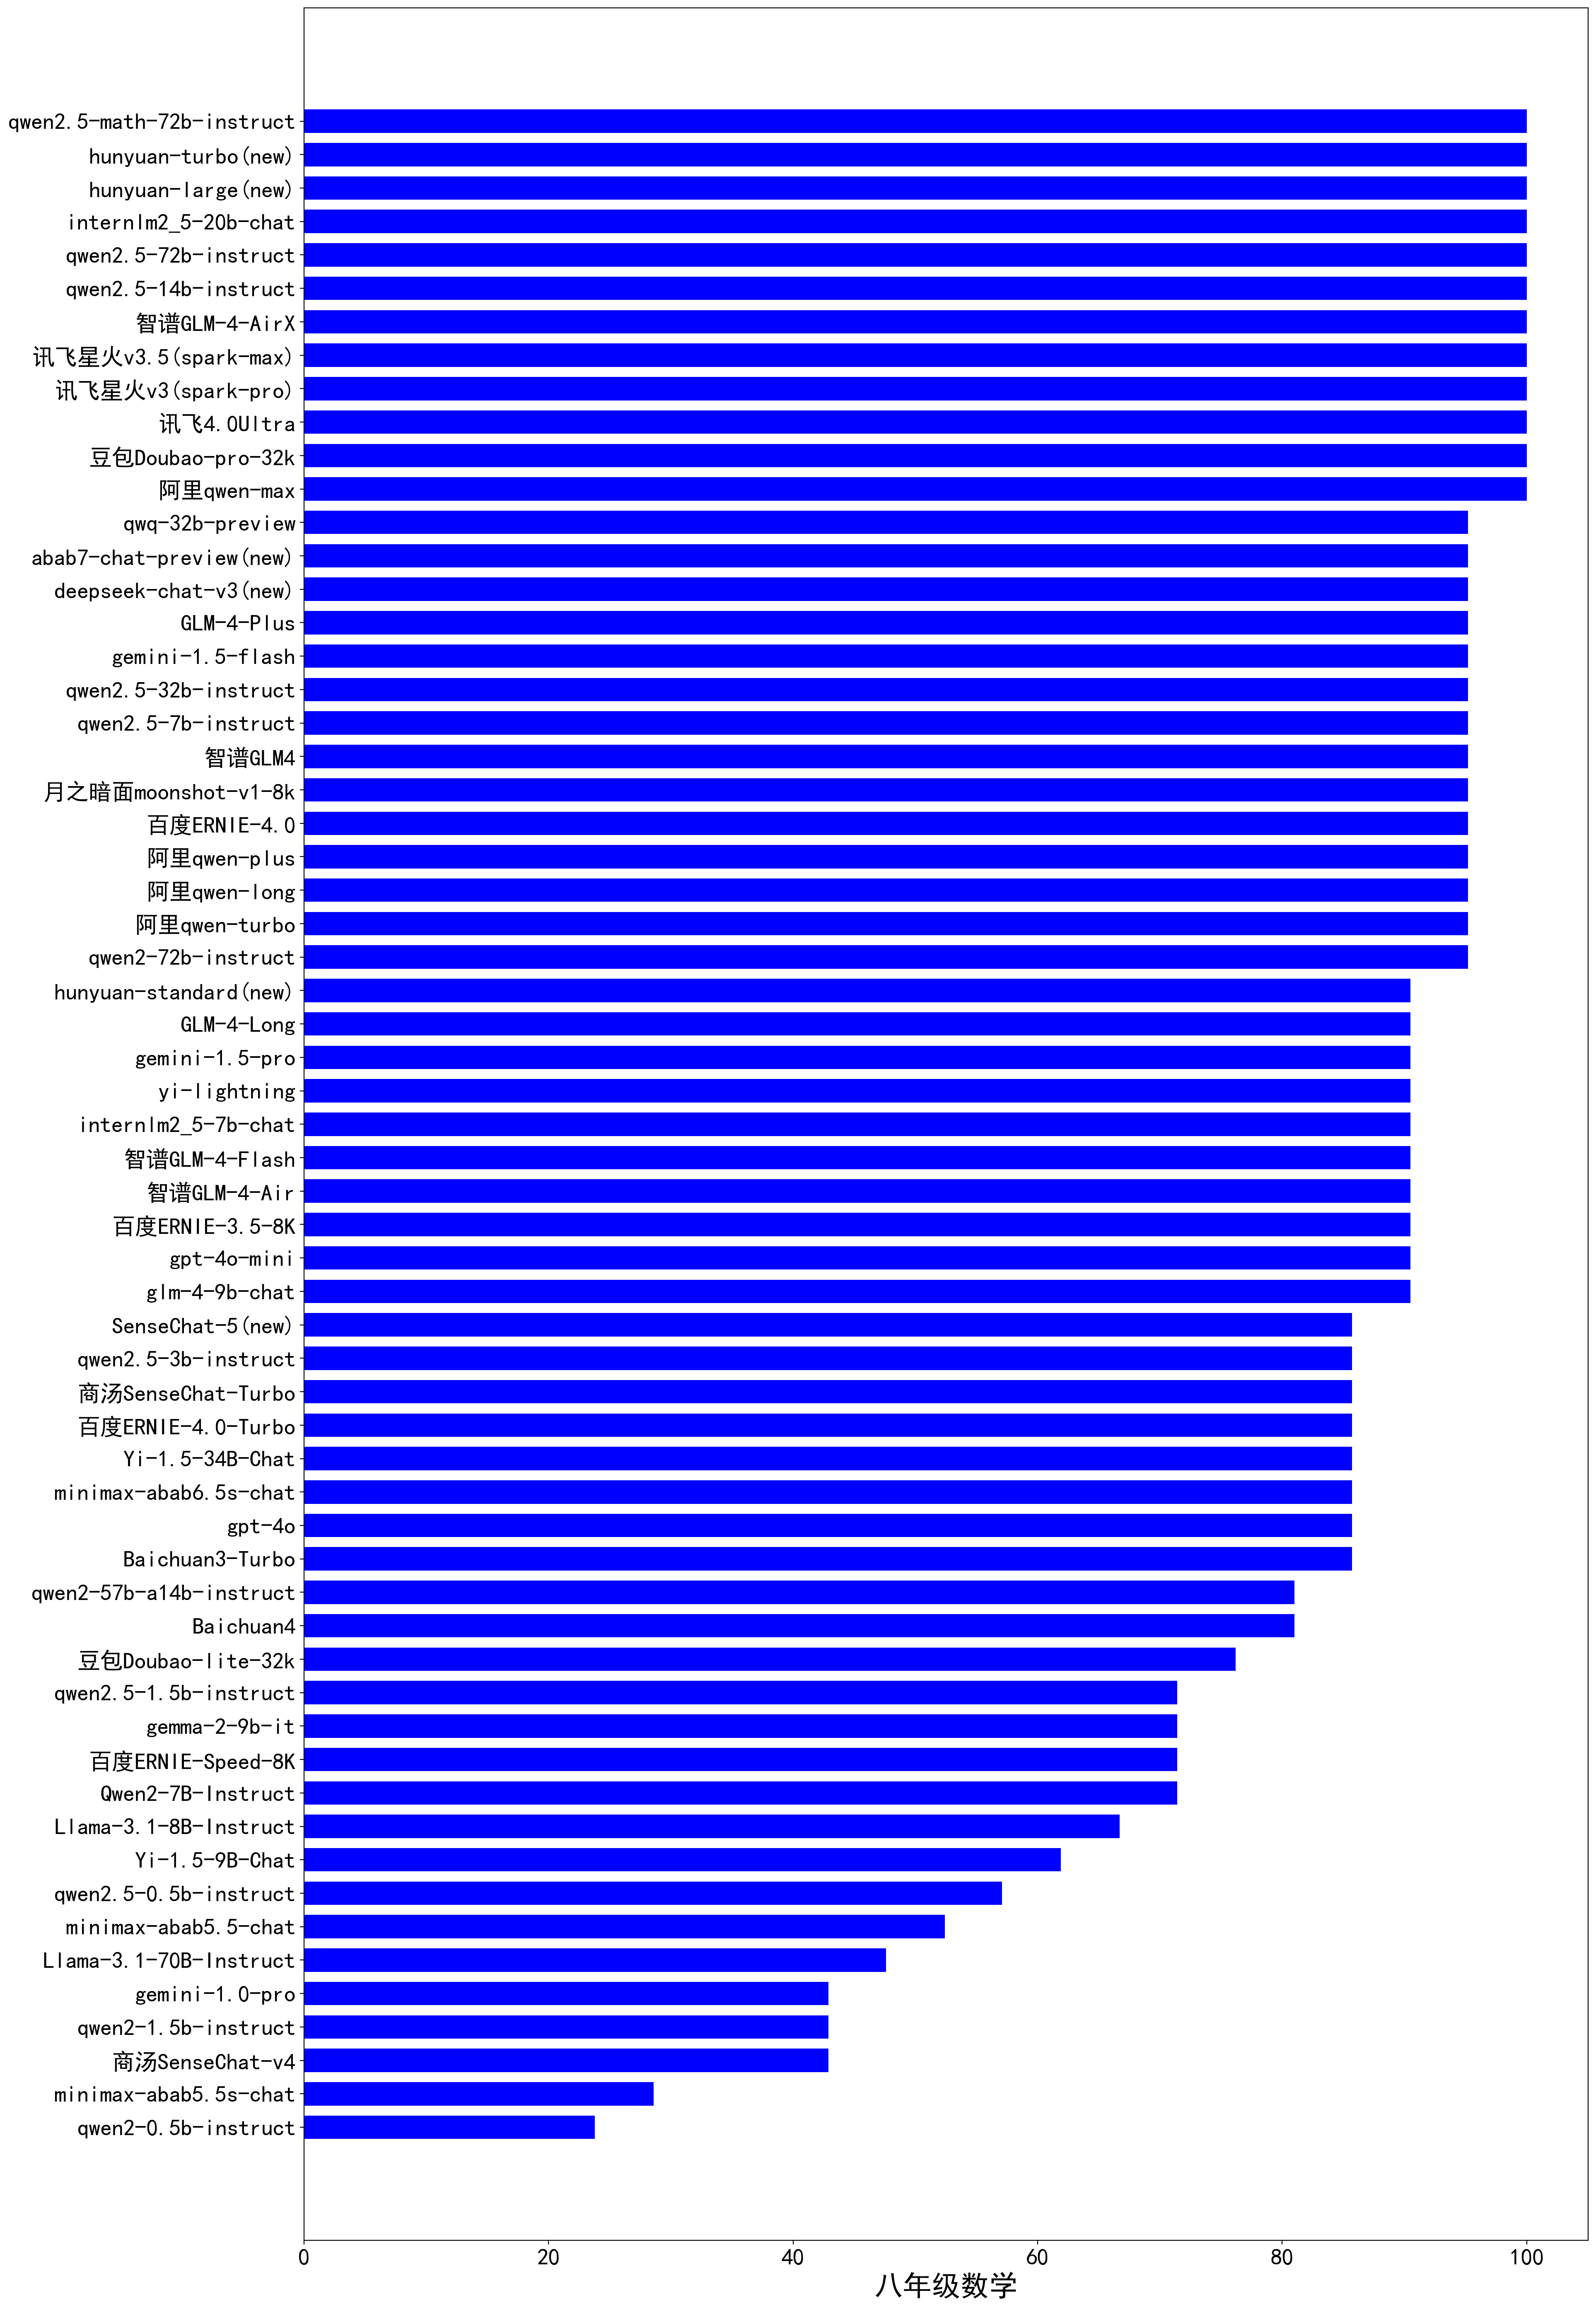 qwen2.5-math-72b-instruct
hunyuan-turbo(new)
hunyuan-large(new)
internlm2_5-20b-chat
qwen2.5-72b-instruct
qwen2.5-14b-instruct
智谱GLM-4-AirX
讯飞星火v3.5(spark-max)
讯飞星火v3(spark-pro)
讯飞4.0Ultra
豆包Doubao-pro-32k
阿里qwen-max
qwq-32b-preview
abab7-chat-preview(new)
deepseek-chat-v3(new)
GLM-4-Plus
gemini-1.5-flash
qwen2.5-32b-instruct
qwen2.5-7b-instruct
智谱GLM4
月之暗面moonshot-v1-8k
百度ERNIE-4.0
阿里qwen-plus
阿里qwen-long
阿里qwen-turbo
qwen2-72b-instruct
hunyuan-standard(new)
GLM-4-Long
gemini-1.5-pro
yi-lightning
internlm2_5-7b-chat
智谱GLM-4-Flash
智谱GLM-4-Air
百度ERNIE-3.5-8K
gpt-4o-mini
glm-4-9b-chat
SenseChat-5(new)
qwen2.5-3b-instruct
商汤SenseChat-Turbo
百度ERNIE-4.0-Turbo
Yi-1.5-34B-Chat
minimax-abab6.5s-chat
gpt-4o
Baichuan3-Turbo
qwen2-57b-a14b-instruct
Baichuan4
豆包Doubao-lite-32k
qwen2.5-1.5b-instruct
gemma-2-9b-it
百度ERNIE-Speed-8K
Qwen2-7B-Instruct
Llama-3.1-8B-Instruct
Yi-1.5-9B-Chat
qwen2.5-0.5b-instruct
minimax-abab5.5-chat
Llama-3.1-70B-Instruct
gemini-1.0-pro
qwen2-1.5b-instruct
商汤SenseChat-v4
minimax-abab5.5s-chat
qwen2-0.5b-instruct
0 20 40 60 80 100
八年级数学